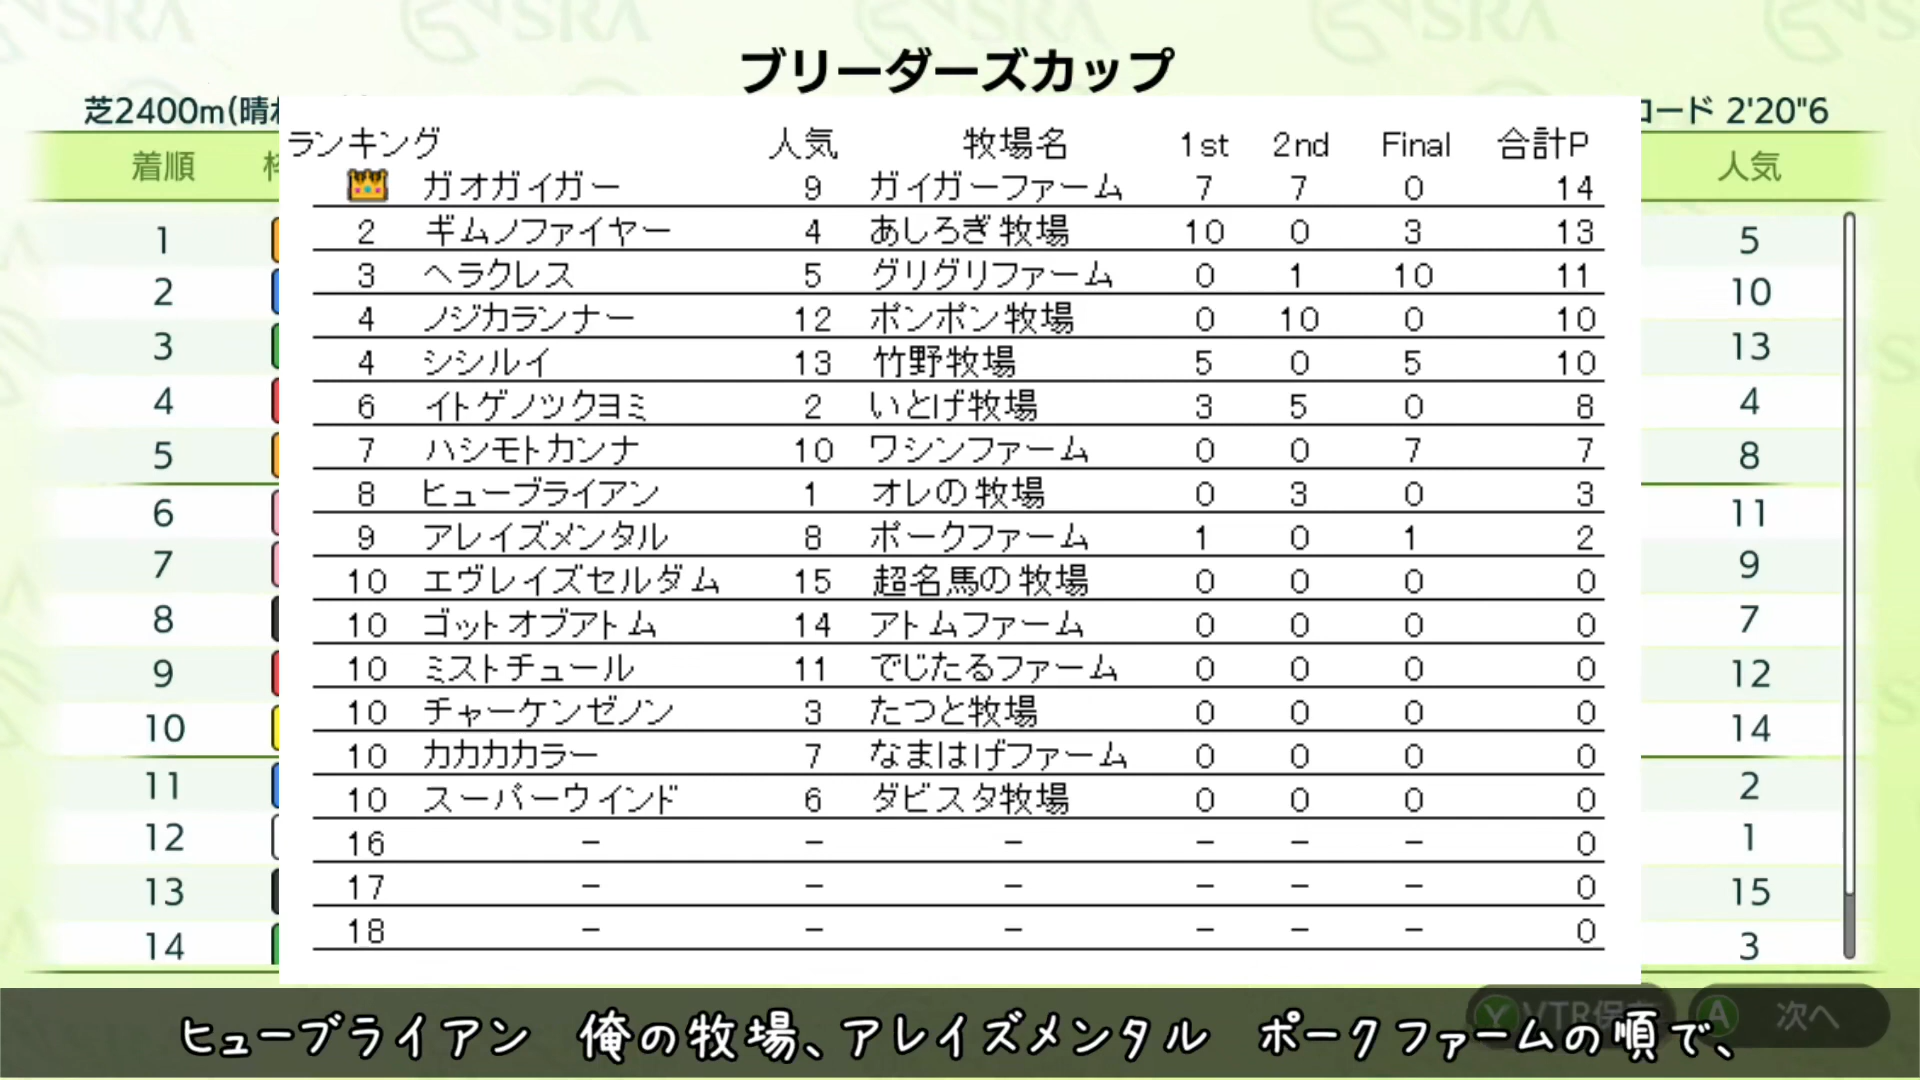 ブリーダーズカップ
芝2400m(晴
コード 2'20"6
着順 人気
1 5
2 10
3 13
4 4
5 8
6 11
7 9
8 7
9 12
10 14
11 2
12 1
13 15
14 3
ランキング 人気 牧場名 1st 2nd Final 合計P
ガオガイガー 9 ガイガーファーム 7 7 0 14
2 ギムノファイヤー 4 あしろぎ牧場 10 0 3 13
3 ヘラクレス 5 グリグリファーム 0 1 10 11
4 ノジカランナー 12 ポンポン牧場 0 10 0 10
4 シシルイ 13 竹野牧場 5 0 5 10
6 イトゲノツクヨミ 2 いとげ牧場 3 5 0 8
7 ハシモトカンナ 10 ワシンファーム 0 0 7 7
8 ヒューブライアン 1 オレの牧場 0 3 0 3
9 アレイズメンタル 8 ポークファーム 1 0 1 2
10 エヴレイズセルダム 15 超名馬の牧場 0 0 0 0
10 ゴットオブアトム 14 アトムファーム 0 0 0 0
10 ミストチュール 11 でじたるファーム 0 0 0 0
10 チャーケンゼノン 3 たつと牧場 0 0 0 0
10 カカカカラー 7 なまはげファーム 0 0 0 0
10 スーパーウインド 6 ダビスタ牧場 0 0 0 0
16 － － － － － － 0
17 － － － － － － 0
18 － － － － － － 0
Y VTR保存 A 次へ
ヒューブライアン 俺の牧場、アレイズメンタル ポークファームの順で、